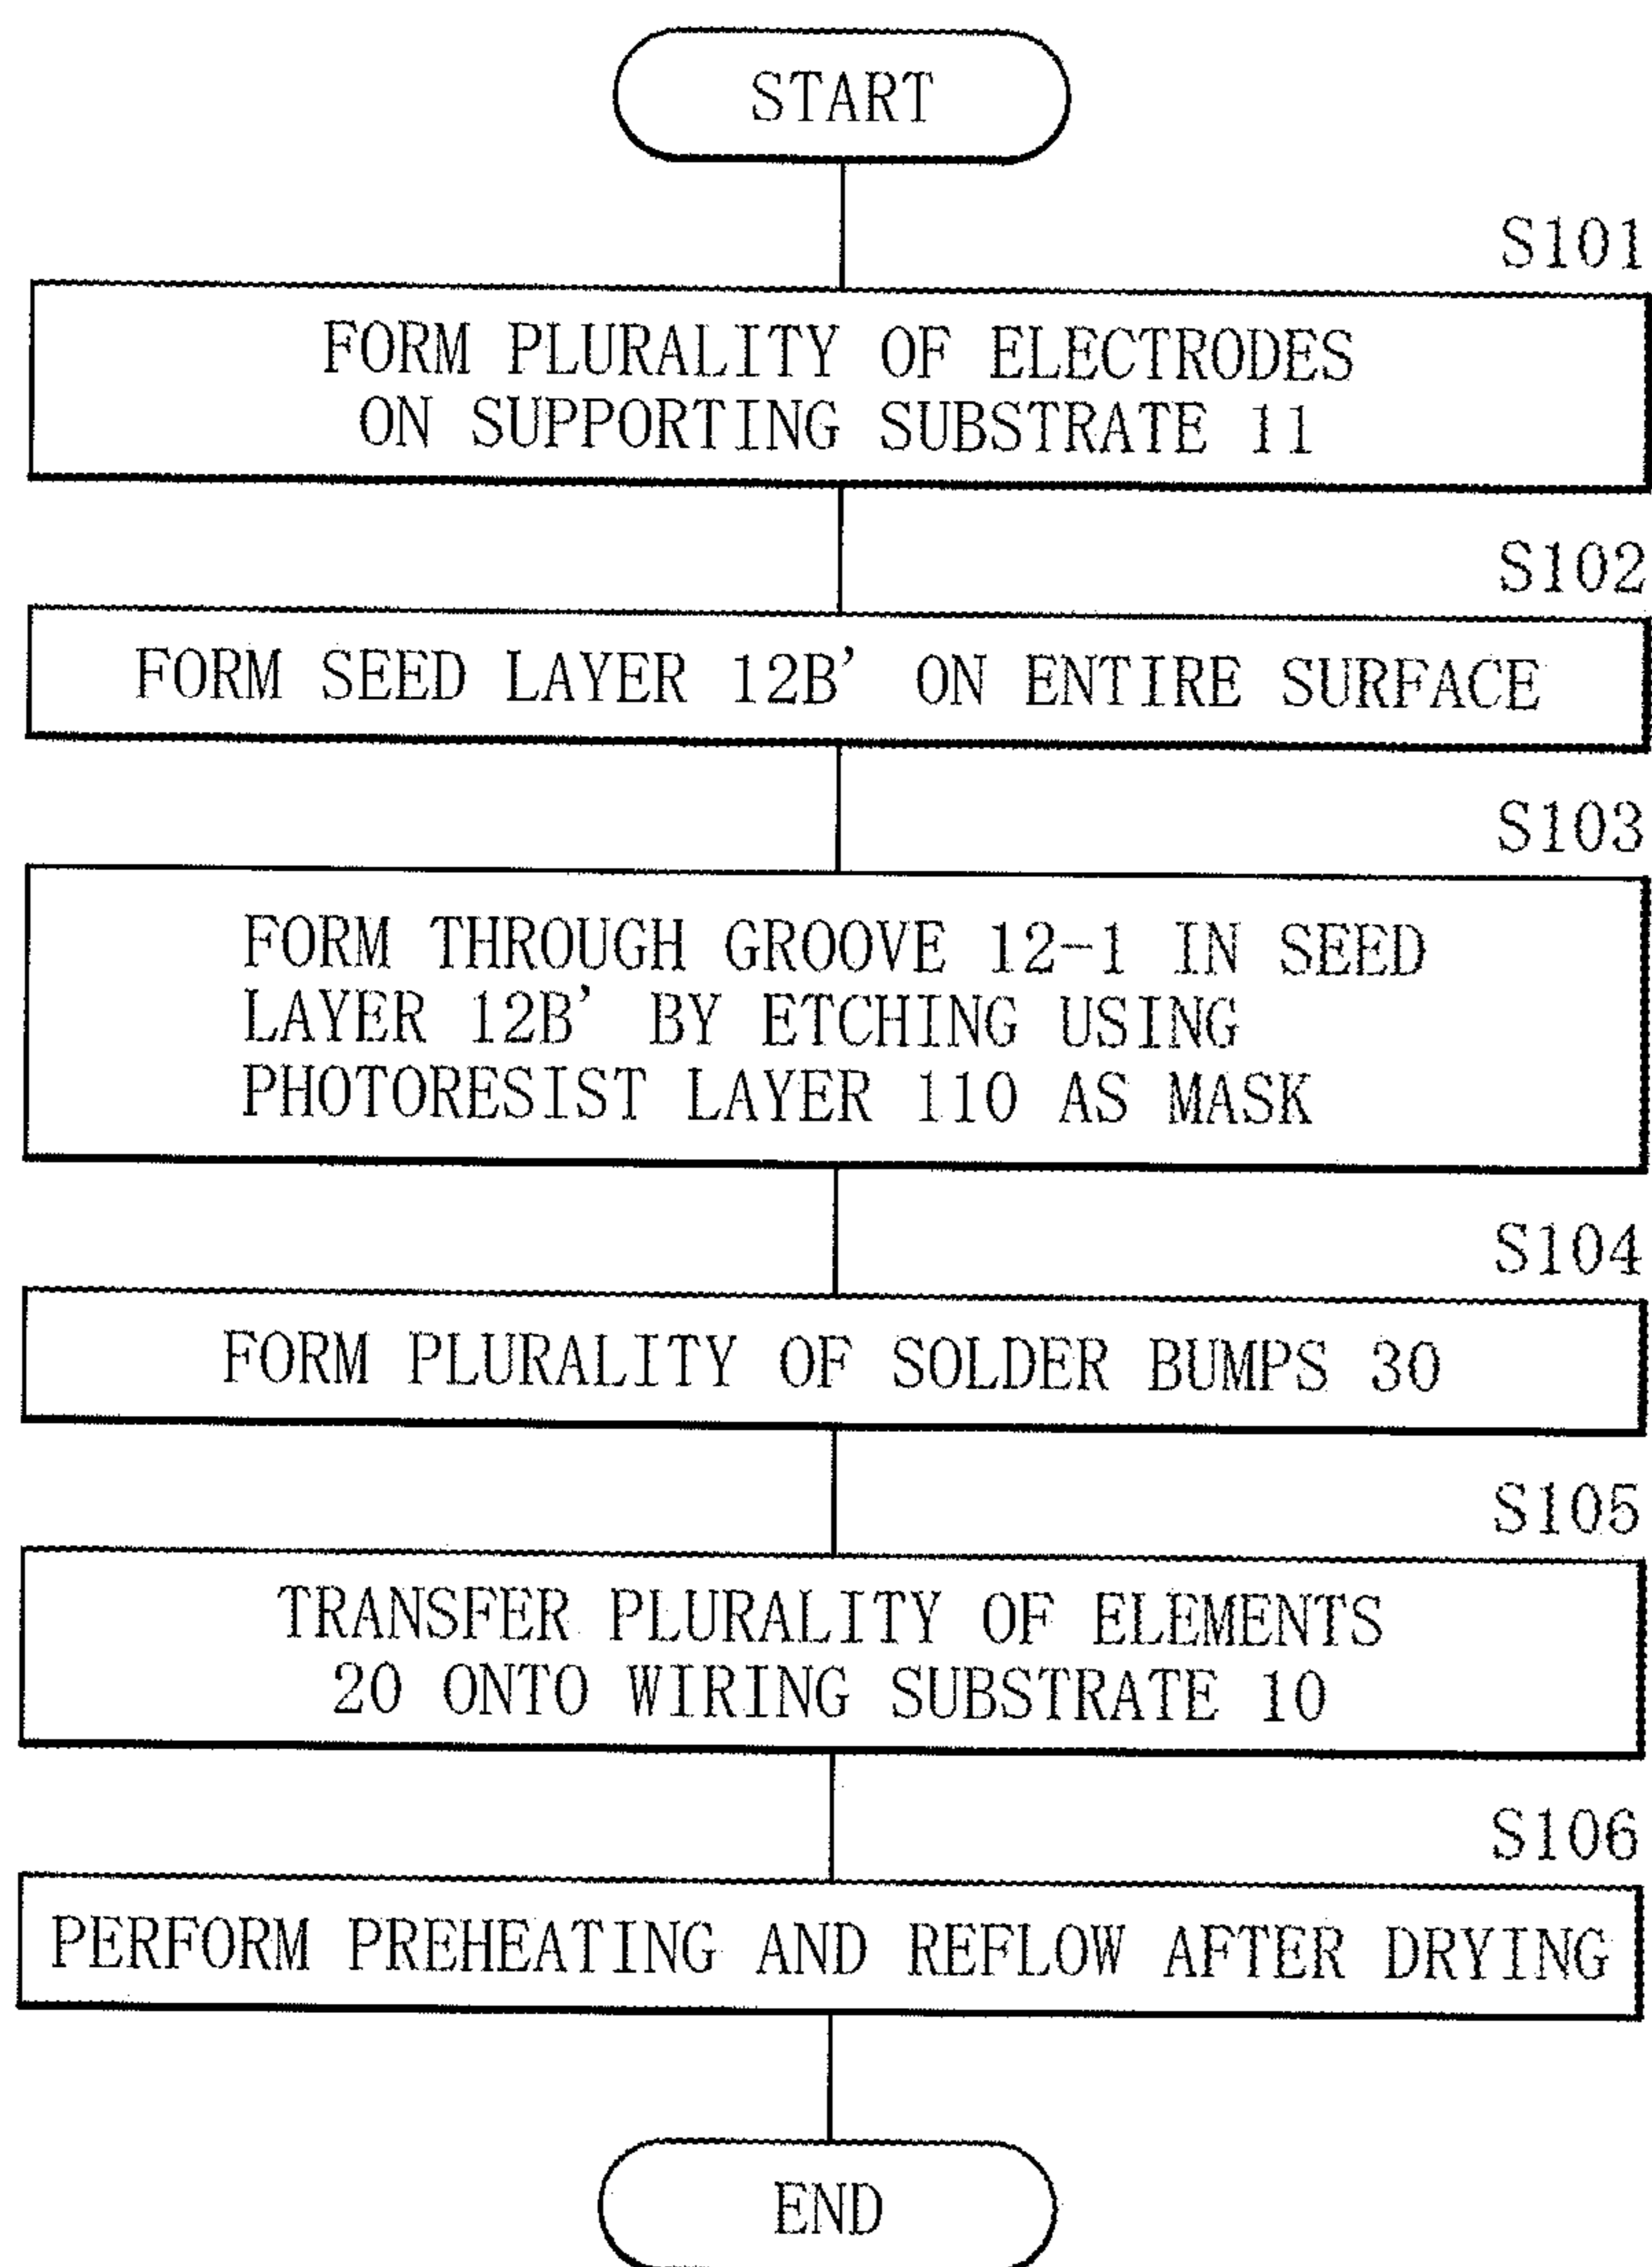 START
S101
FORM PLURALITY OF ELECTRODES
ON SUPPORTING SUBSTRATE 11
S102
FORM SEED LAYER 12B' ON ENTIRE SURFACE
S103
FORM THROUGH GROOVE 12-1 IN SEED
LAYER 12B' BY ETCHING USING
PHOTORESIST LAYER 110 AS MASK
S104
FORM PLURALITY OF SOLDER BUMPS 30
S105
TRANSFER PLURALITY OF ELEMENTS
20 ONTO WIRING SUBSTRATE 10
S106
PERFORM PREHEATING AND REFLOW AFTER DRYING
END